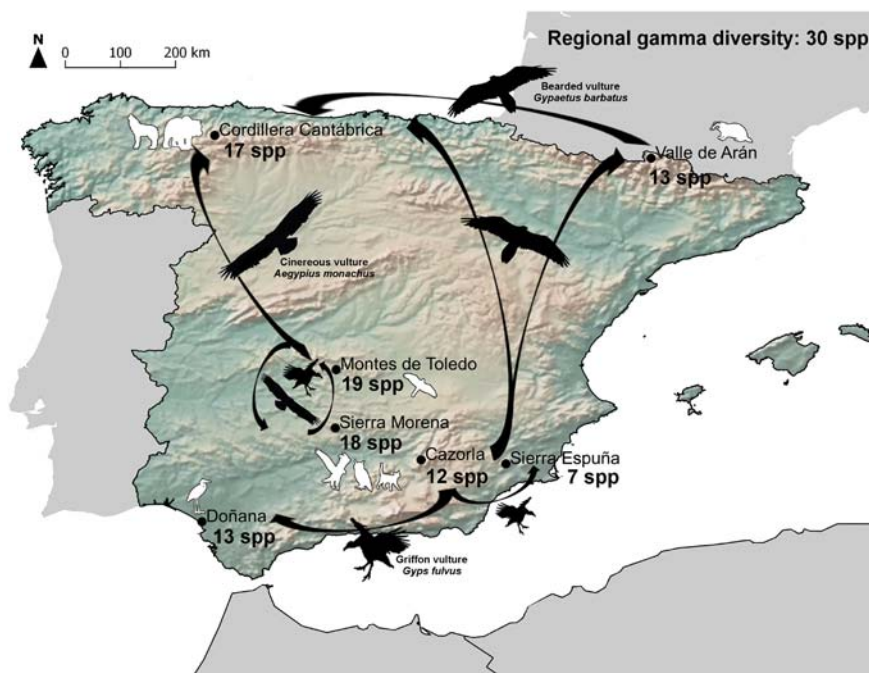 N
0 100 200 km
Regional gamma diversity: 30 spp
Bearded vulture
Gypaetus barbatus
Cordillera Cantábrica
17 spp
Valle de Arán
13 spp
Cinereous vulture
Aegypius monachus
Montes de Toledo
19 spp
Sierra Morena
18 spp
Cazorla
12 spp
Sierra Espuña
7 spp
Doñana
13 spp
Griffon vulture
Gyps fulvus